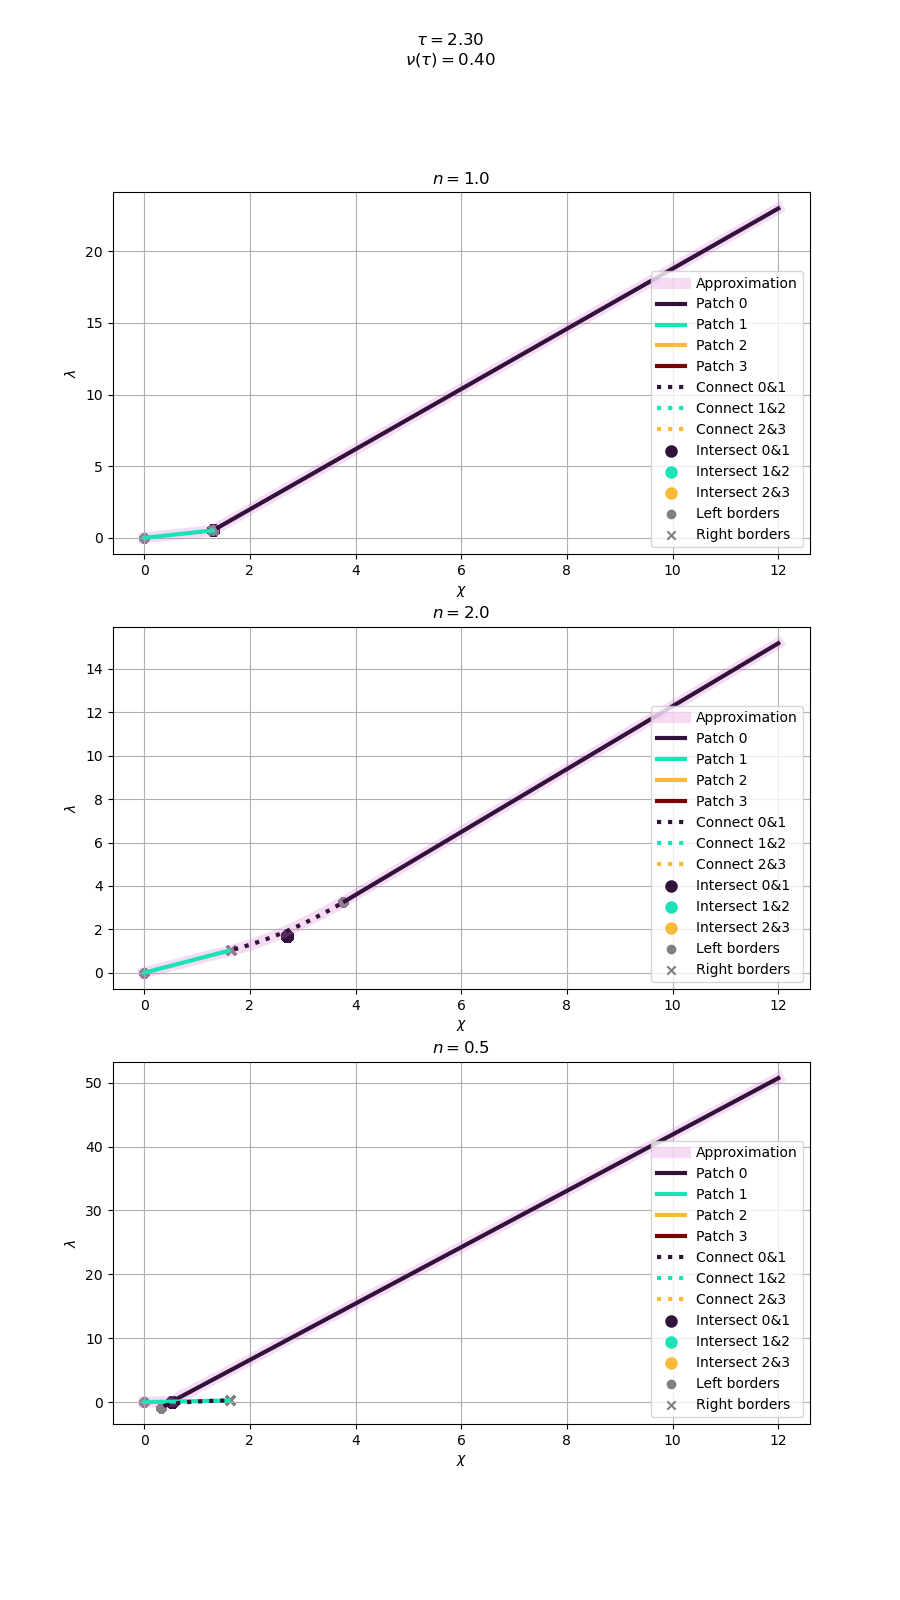 τ = 2.30
ν(τ) = 0.40
n = 1.0
20
15
10
5
0
λ
Approximation
Patch 0
Patch 1
Patch 2
Patch 3
Connect 0&1
Connect 1&2
Connect 2&3
Intersect 0&1
Intersect 1&2
Intersect 2&3
Left borders
Right borders
0 2 4 6 8 10 12
χ
n = 2.0
14
12
10
8
6
4
2
0
λ
Approximation
Patch 0
Patch 1
Patch 2
Patch 3
Connect 0&1
Connect 1&2
Connect 2&3
Intersect 0&1
Intersect 1&2
Intersect 2&3
Left borders
Right borders
0 2 4 6 8 10 12
χ
n = 0.5
50
40
30
20
10
0
λ
Approximation
Patch 0
Patch 1
Patch 2
Patch 3
Connect 0&1
Connect 1&2
Connect 2&3
Intersect 0&1
Intersect 1&2
Intersect 2&3
Left borders
Right borders
0 2 4 6 8 10 12
χ